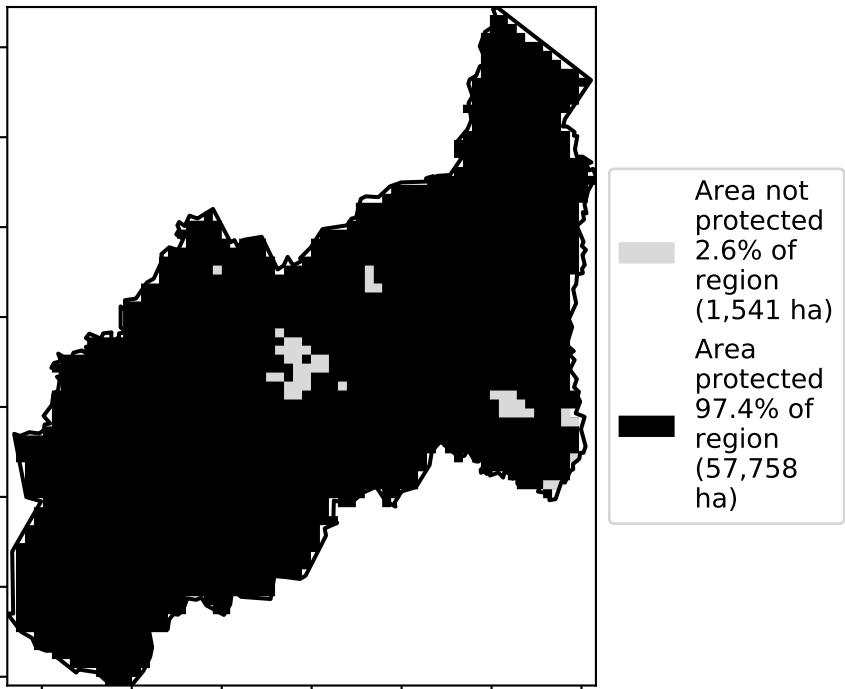 Area not
protected
2.6% of
region
(1,541 ha)
Area
protected
97.4% of
region
(57,758
ha)